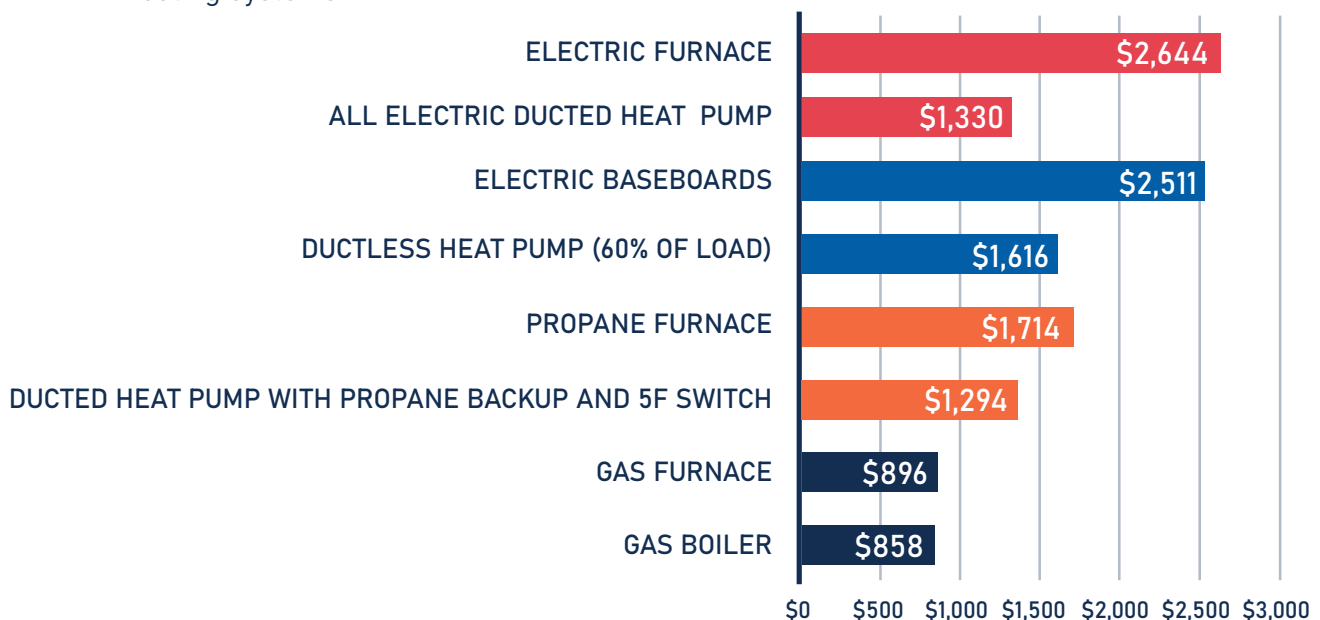 ELECTRIC FURNACE $2,644
ALL ELECTRIC DUCTED HEAT PUMP $1,330
ELECTRIC BASEBOARDS $2,511
DUCTLESS HEAT PUMP (60% OF LOAD) $1,616
PROPANE FURNACE $1,714
DUCTED HEAT PUMP WITH PROPANE BACKUP AND 5F SWITCH $1,294
GAS FURNACE $896
GAS BOILER $858
$0 $500 $1,000 $1,500 $2,000 $2,500 $3,000